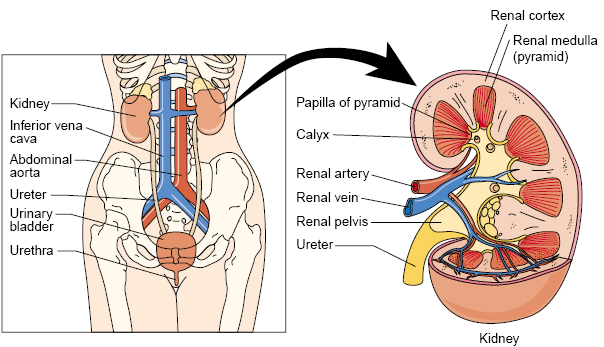 Kidney
Inferior vena
cava
Abdominal
aorta
Ureter
Urinary
bladder
Urethra
Renal cortex
Renal medulla
(pyramid)
Papilla of pyramid
Calyx
Renal artery
Renal vein
Renal pelvis
Ureter
Kidney